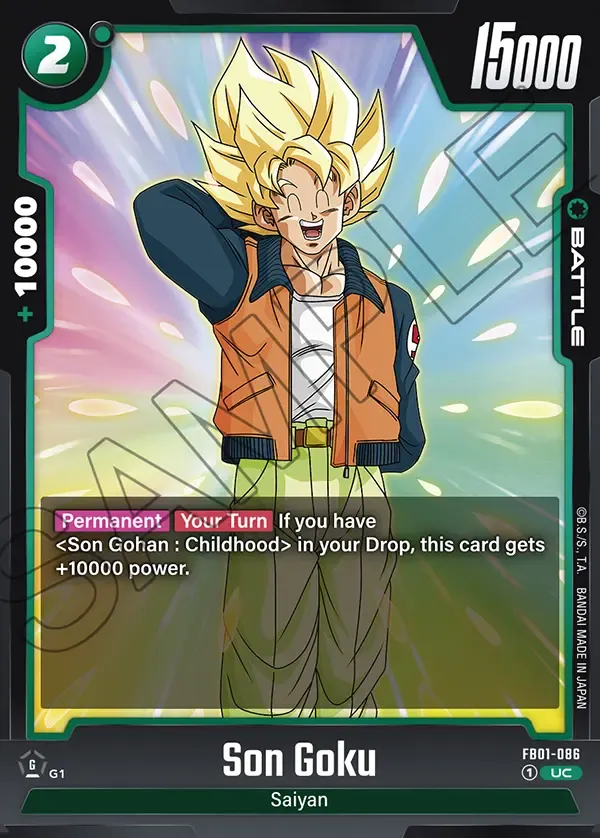 2
15000
+ 10000
BATTLE
SAMPLE
Permanent Your Turn If you have
<Son Gohan : Childhood> in your Drop, this card gets
+10000 power.
©B.S./S., T.A. BANDAI MADE IN JAPAN
G G1
Son Goku
FB01-086
1 UC
Saiyan